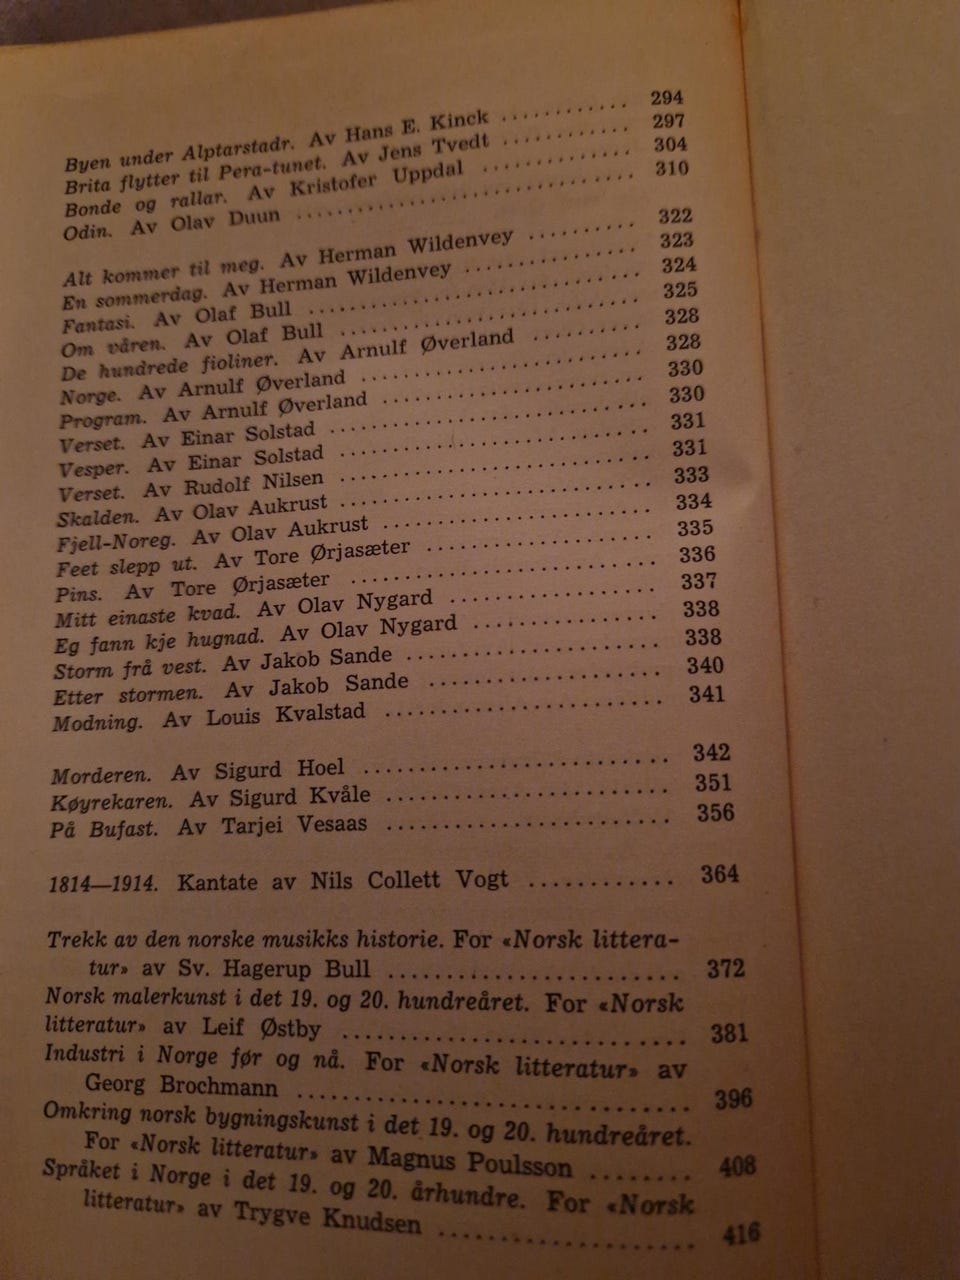 Byen under Alptarstadr. Av Hans E. Kinck ............ 294
Brita flytter til Pera-tunet. Av Jens Tvedt ............ 297
Bonde og rallar. Av Kristofer Uppdal ............ 304
Odin. Av Olav Duun ............ 310
Alt kommer til meg. Av Herman Wildenvey ............ 322
En sommerdag. Av Herman Wildenvey ............ 323
Fantasi. Av Olaf Bull ............ 324
Om våren. Av Olaf Bull ............ 325
De hundrede fioliner. Av Arnulf Øverland ............ 328
Norge. Av Arnulf Øverland ............ 328
Program. Av Arnulf Øverland ............ 330
Verset. Av Einar Solstad ............ 330
Vesper. Av Einar Solstad ............ 331
Verset. Av Rudolf Nilsen ............ 331
Skalden. Av Olav Aukrust ............ 333
Fjell-Noreg. Av Olav Aukrust ............ 334
Feet slepp ut. Av Tore Ørjasæter ............ 335
Pins. Av Tore Ørjasæter ............ 336
Mitt einaste kvad. Av Olav Nygard ............ 337
Eg fann kje hugnad. Av Olav Nygard ............ 338
Storm frå vest. Av Jakob Sande ............ 338
Etter stormen. Av Jakob Sande ............ 340
Modning. Av Louis Kvalstad ............ 341
Morderen. Av Sigurd Hoel ............ 342
Køyrekaren. Av Sigurd Kvåle ............ 351
På Bufast. Av Tarjei Vesaas ............ 356
1814—1914. Kantate av Nils Collett Vogt ............ 364
Trekk av den norske musikks historie. For «Norsk littera-
tur» av Sv. Hagerup Bull ............ 372
Norsk malerkunst i det 19. og 20. hundreåret. For «Norsk
litteratur» av Leif Østby ............ 381
Industri i Norge før og nå. For «Norsk litteratur» av
Georg Brochmann ............ 396
Omkring norsk bygningskunst i det 19. og 20. hundreåret.
For «Norsk litteratur» av Magnus Poulsson ............ 408
Språket i Norge i det 19. og 20. århundre. For «Norsk
litteratur» av Trygve Knudsen ............ 416